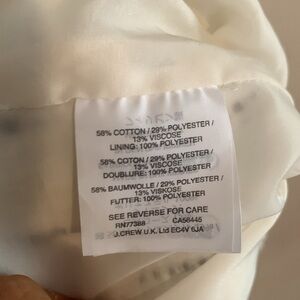 58% COTTON / 29% POLYESTER /
13% VISCOSE
LINING: 100% POLYESTER
58% COTON / 29% POLYESTER /
13% VISCOSE
DOUBLURE: 100% POLYESTER
58% BAUMWOLLE / 29% POLYESTER /
13% VISKOSE
FUTTER: 100% POLYESTER
SEE REVERSE FOR CARE
RN77388 CA56445
J.CREW U.K. Ltd EC4V 6JA